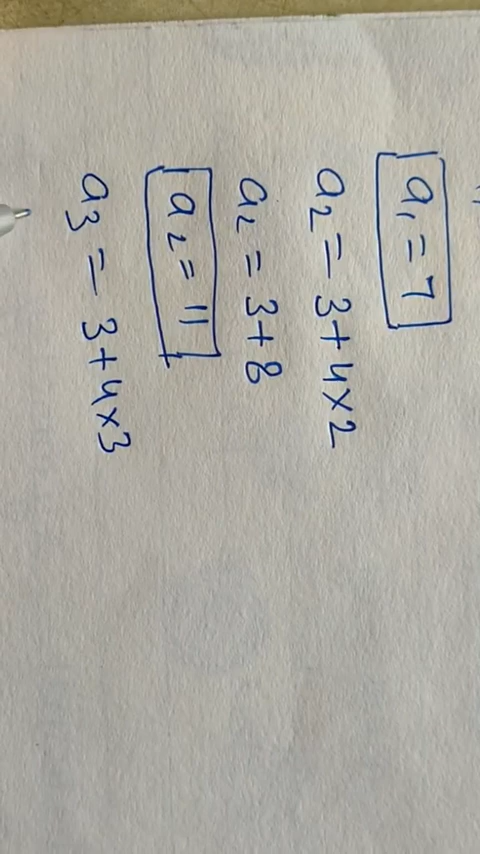 a₁ = 7
a₂ = 3+4×2
a₂ = 3+8
a₂ = 11
a₃ = 3+4×3